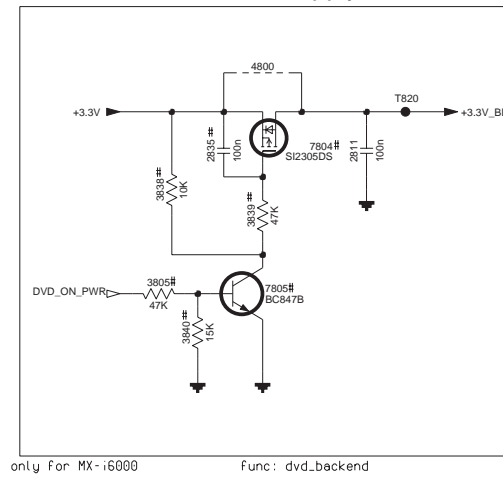 4800
T820
+3.3V
+3.3V_B
2835 #
100n
7804 #
SI2305DS
2811
100n
3838 #
10K
3839 #
47K
DVD_ON_PWR
3805 #
47K
7805 #
BC847B
3840 #
15K
only for MX-i6000
func: dvd_backend